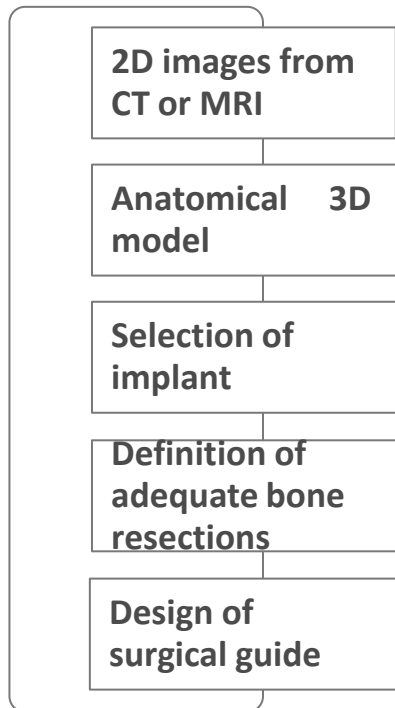 2D images from
CT or MRI
Anatomical 3D
model
Selection of
implant
Definition of
adequate bone
resections
Design of
surgical guide